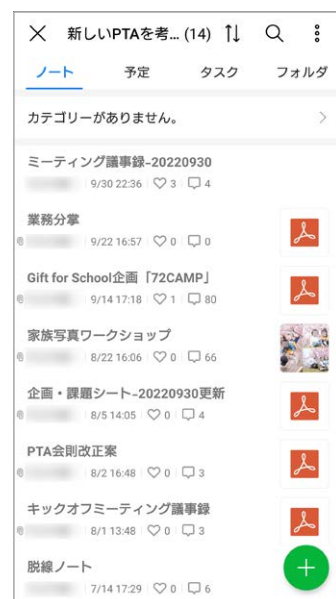 新しいPTAを考… (14)
ノート 予定 タスク フォルダ
カテゴリーがありません。
ミーティング議事録-20220930
9/30 22:36 3 4
業務分掌
9/22 16:57 0 0
Gift for School企画「72CAMP」
9/14 17:18 1 80
家族写真ワークショップ
8/22 16:06 0 66
企画・課題シート-20220930更新
8/5 14:05 0 4
PTA会則改正案
8/2 16:48 0 3
キックオフミーティング議事録
8/1 13:48 0 3
脱線ノート
7/14 17:29 0 6